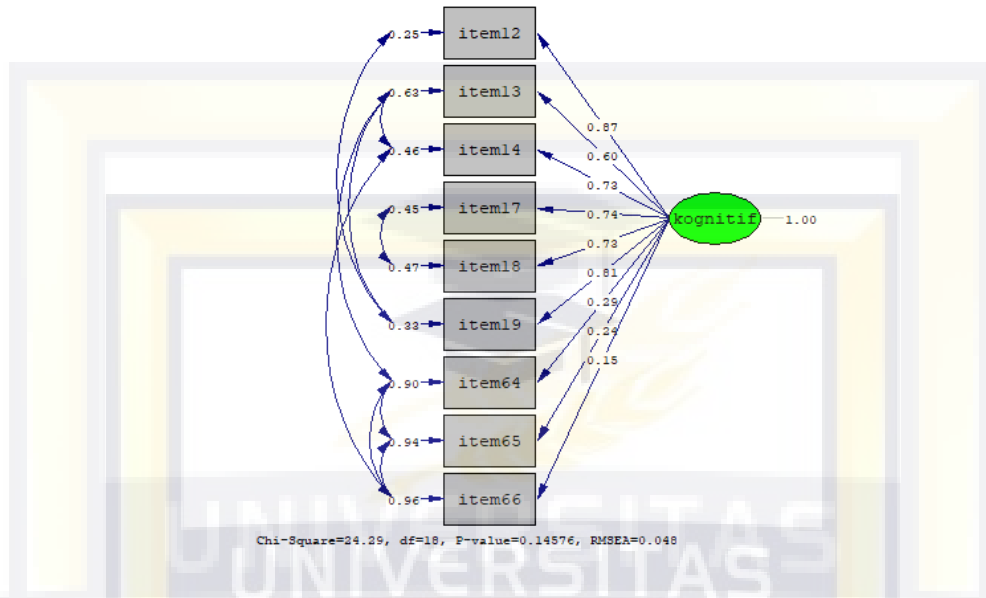 0.25 item12
0.63 item13
0.46 item14
0.45 item17
0.47 item18
0.33 item19
0.90 item64
0.94 item65
0.96 item66
0.87
0.60
0.73
0.74
0.73
0.81
0.29
0.24
0.15
kognitif 1.00
UNIVERSITAS
Chi-Square=24.29, df=18, P-value=0.14576, RMSEA=0.048
UNIVERSITAS